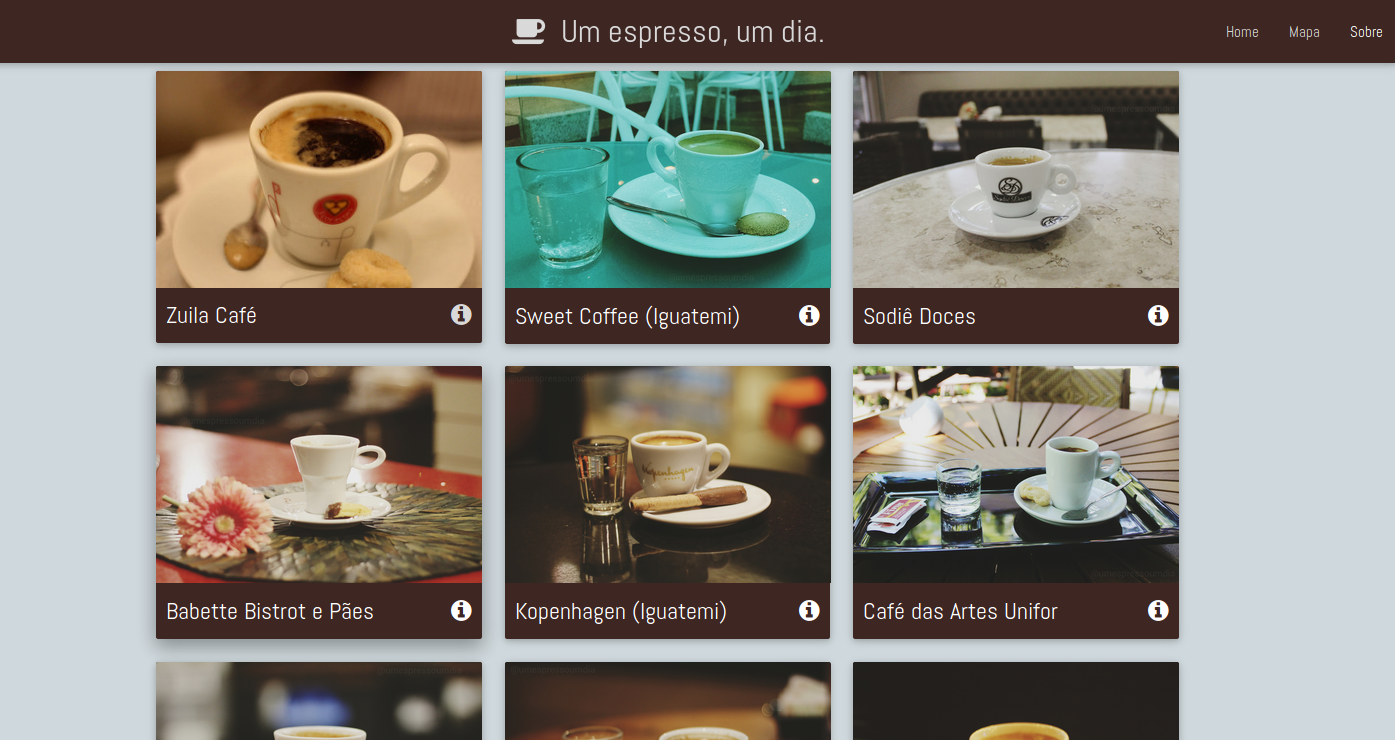 Um espresso, um dia.
Home
Mapa
Sobre
Zuila Café
Sweet Coffee (Iguatemi)
Sodiê Doces
Babette Bistrot e Pães
Kopenhagen
Kopenhagen (Iguatemi)
Café das Artes Unifor